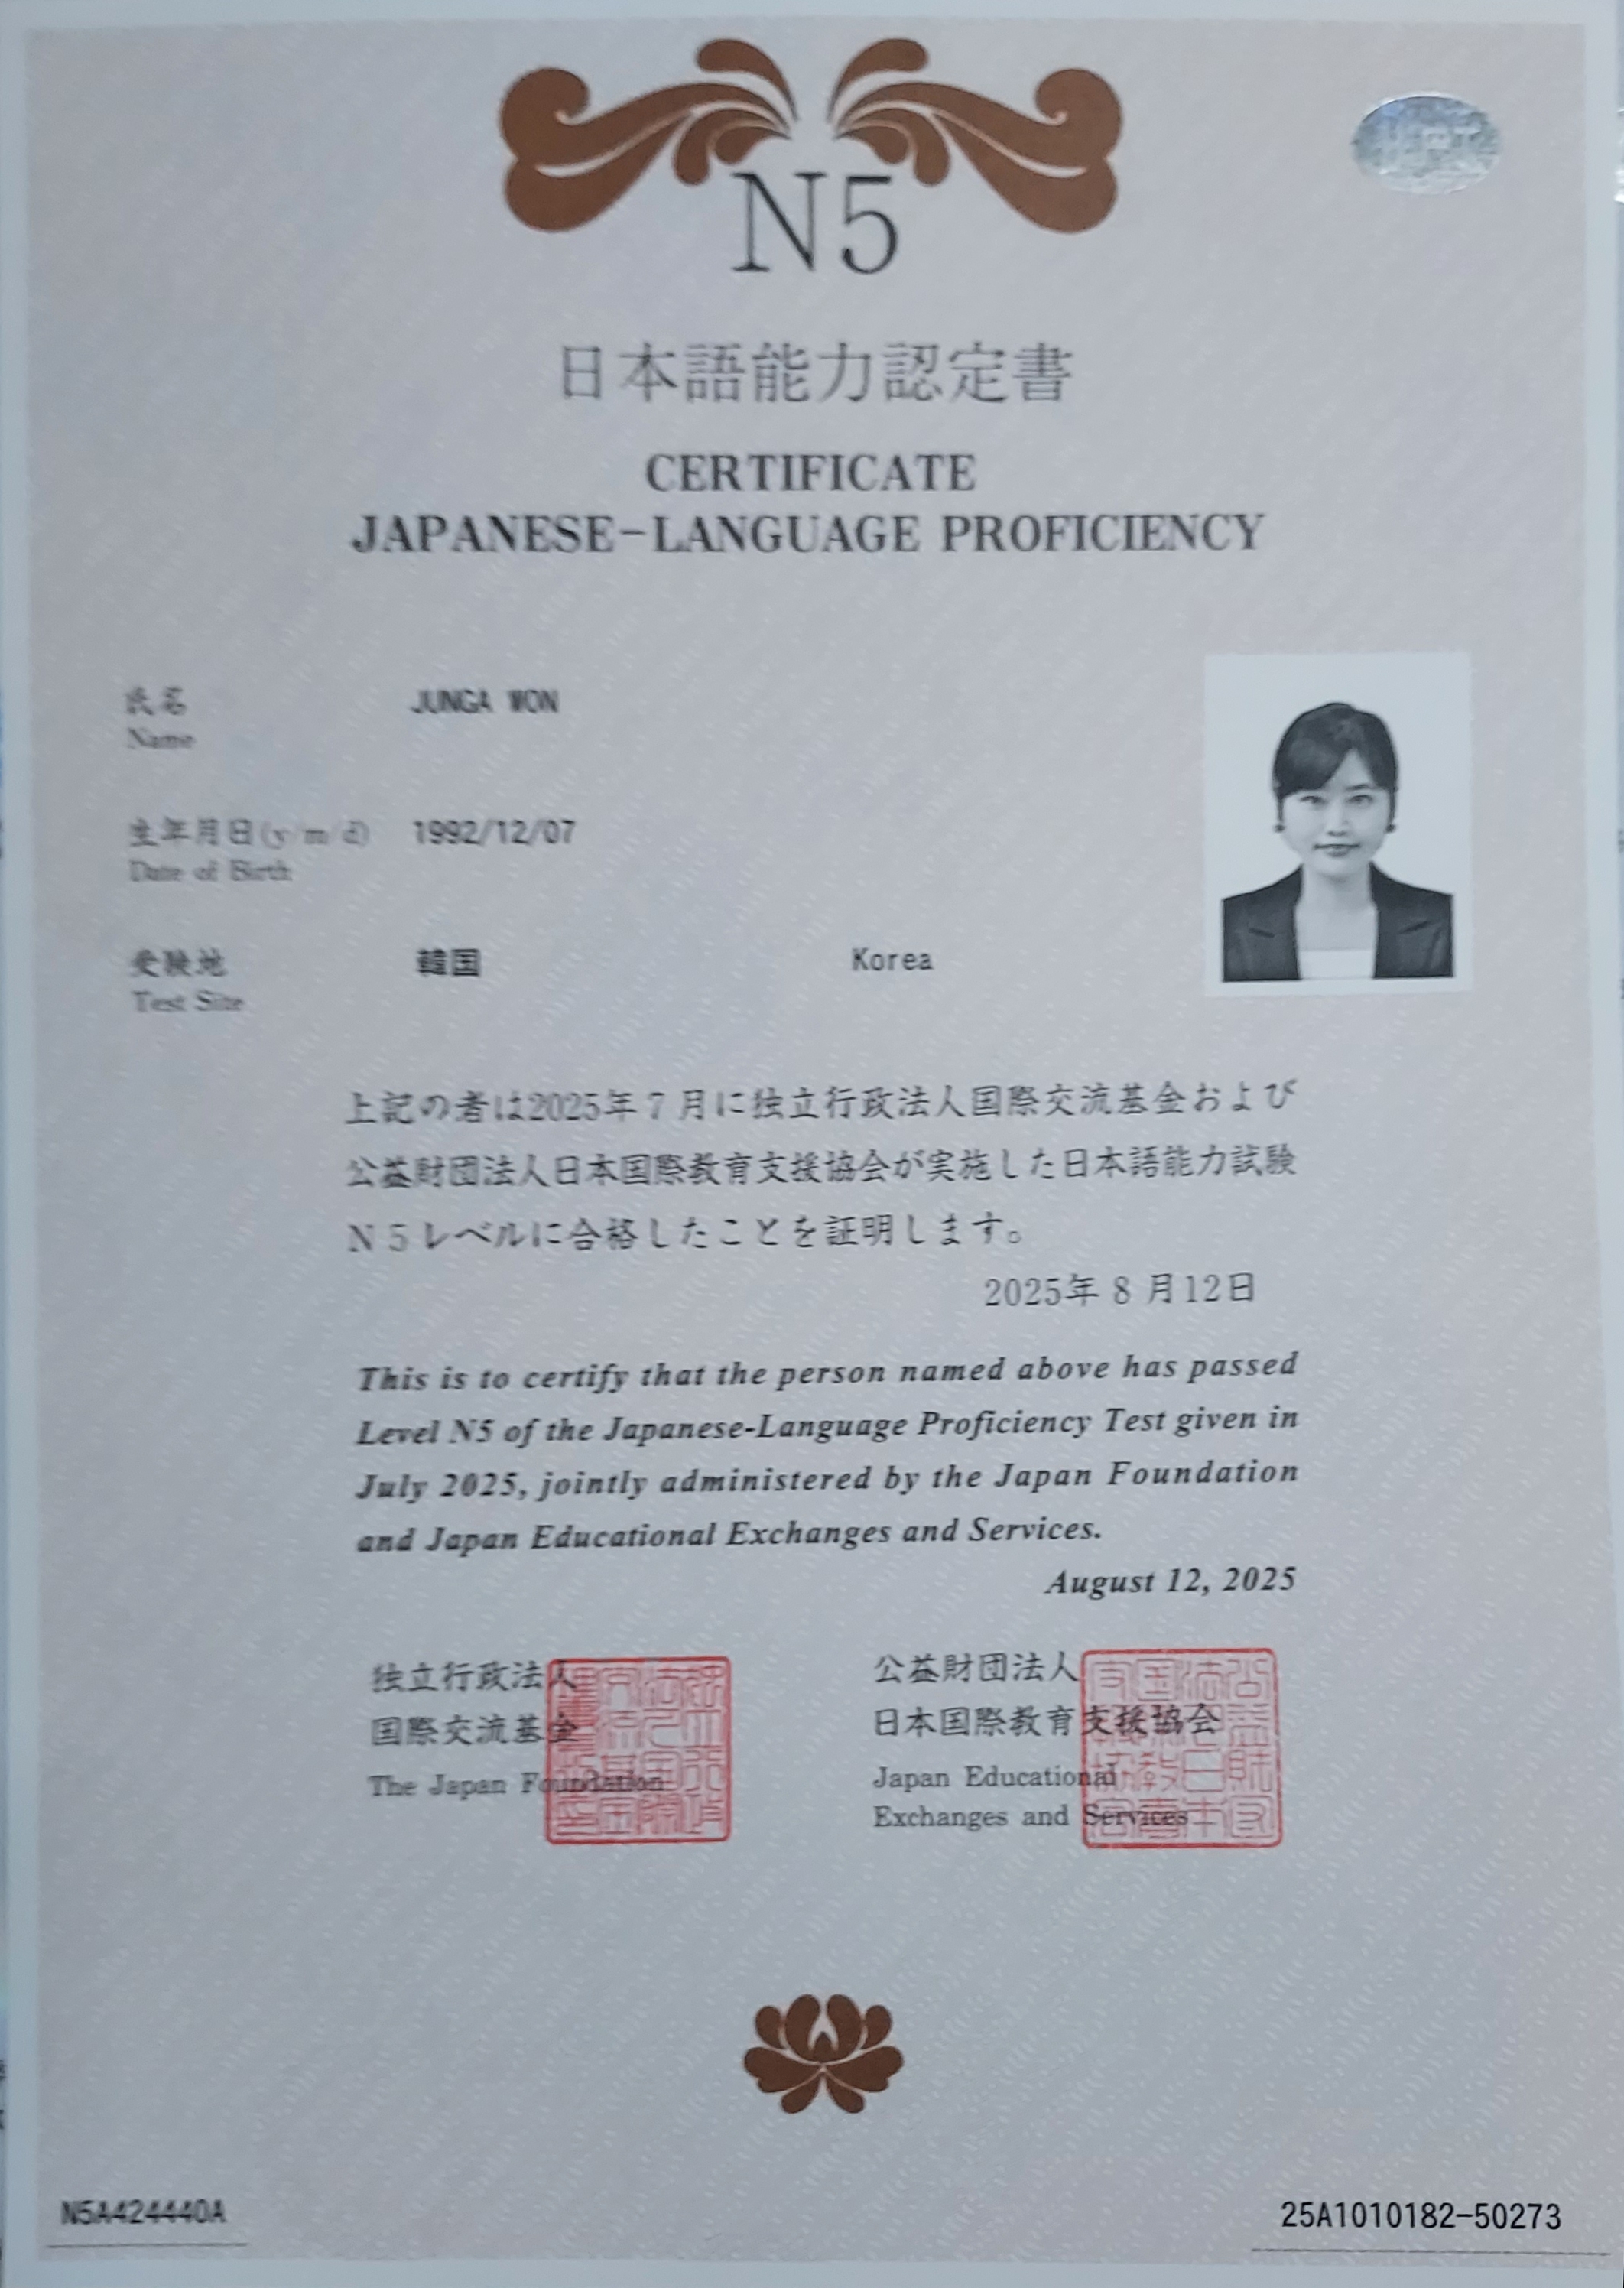 N5
日本語能力認定書
CERTIFICATE
JAPANESE-LANGUAGE PROFICIENCY
氏名 JUNGA WON
Name
生年月日(y/m/d) 1992/12/07
Date of Birth
受験地 韓国 Korea
Test Site
上記の者は2025年7月に独立行政法人国際交流基金および
公益財団法人日本国際教育支援協会が実施した日本語能力試験
N5レベルに合格したことを証明します。
2025年8月12日
This is to certify that the person named above has passed
Level N5 of the Japanese-Language Proficiency Test given in
July 2025, jointly administered by the Japan Foundation
and Japan Educational Exchanges and Services.
August 12, 2025
独立行政法人
国際交流基金
The Japan Foundation
公益財団法人
日本国際教育支援協会
Japan Educational
Exchanges and Services
N5A424440A
25A1010182-50273